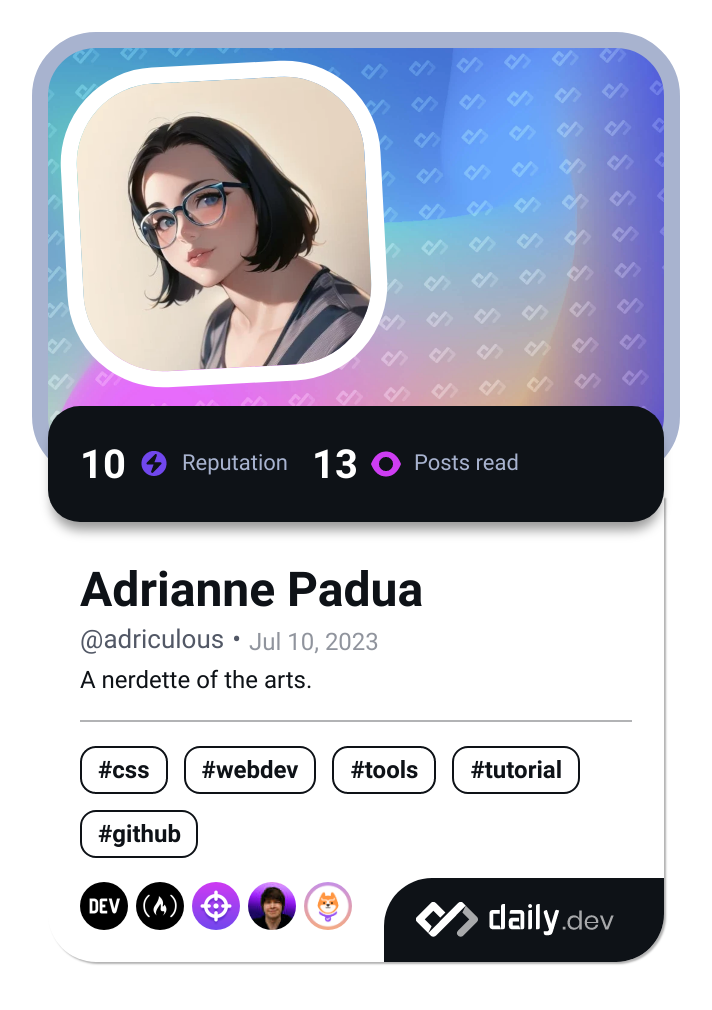 10 Reputation 13 Posts read
Adrianne Padua
@adriculous • Jul 10, 2023
A nerdette of the arts.
#css #webdev #tools #tutorial
#github
DEV
daily.dev